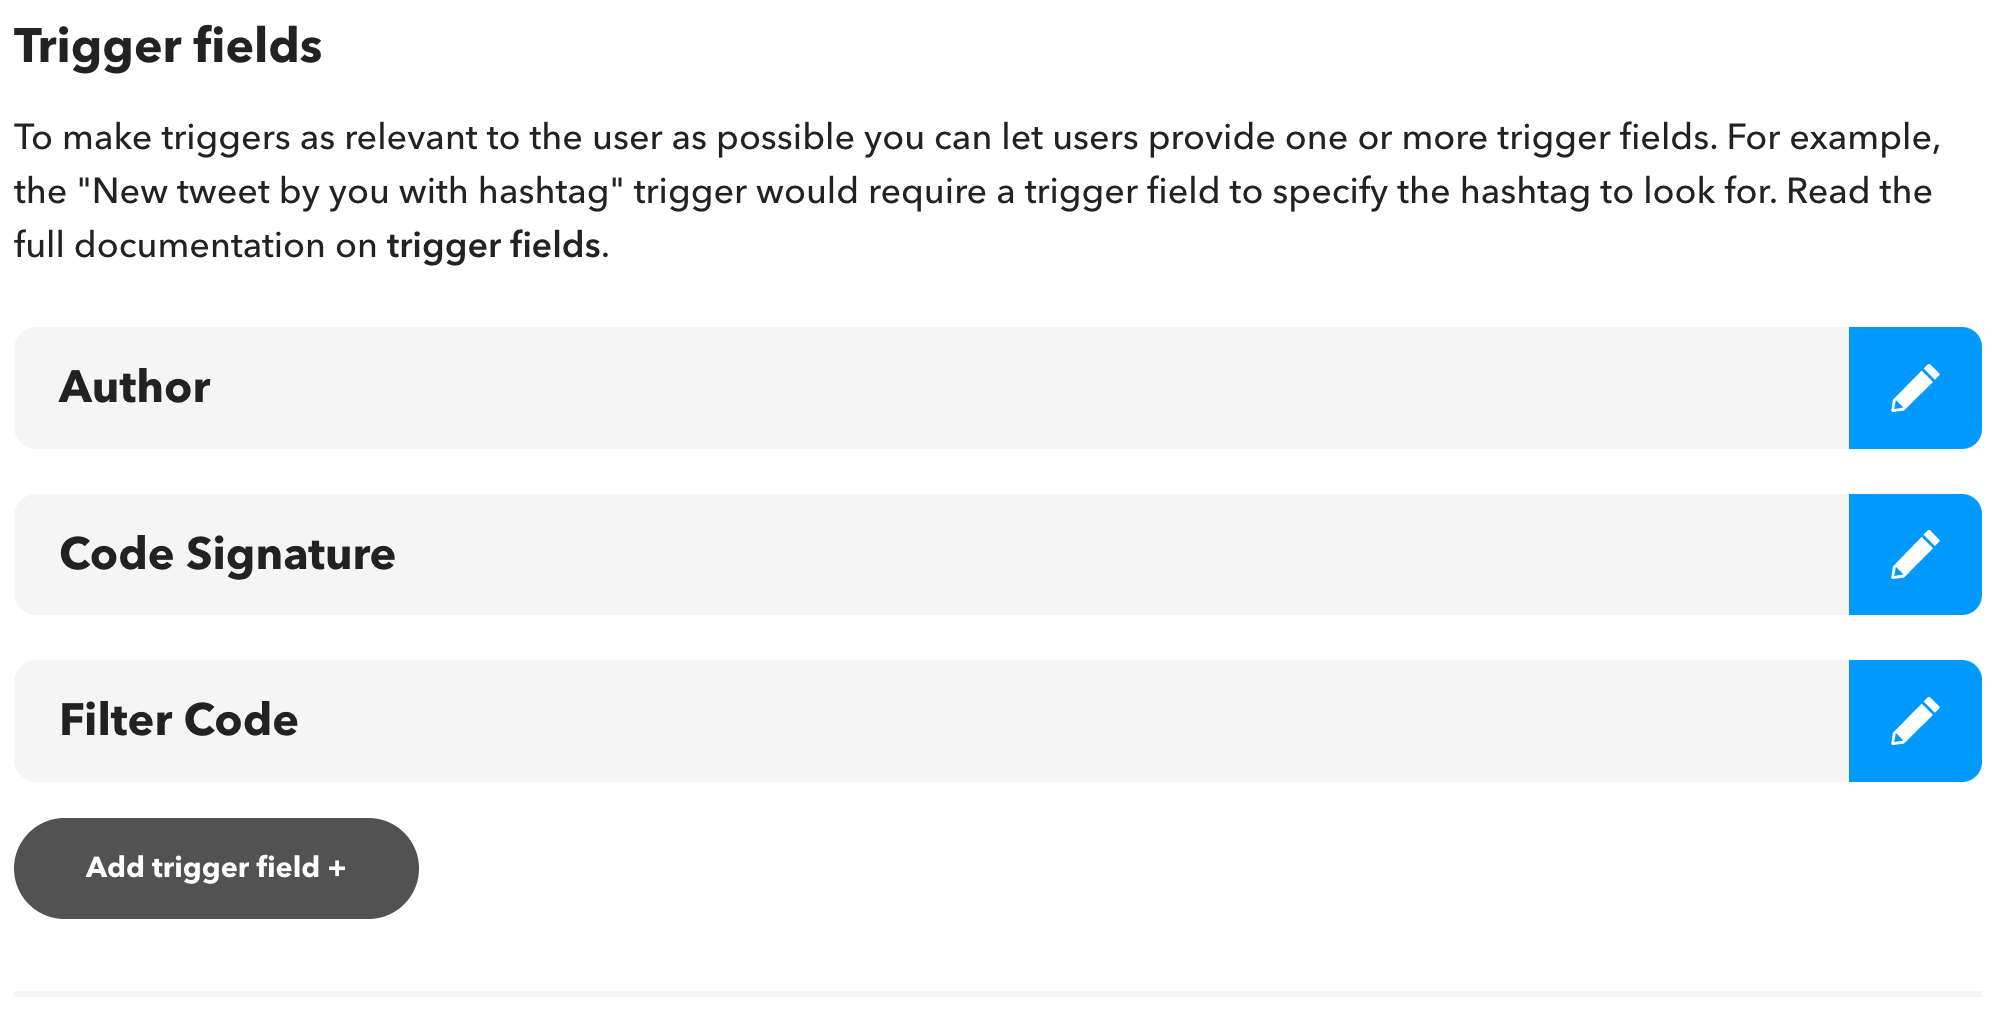 Trigger fields
To make triggers as relevant to the user as possible you can let users provide one or more trigger fields. For example,
the "New tweet by you with hashtag" trigger would require a trigger field to specify the hashtag to look for. Read the
full documentation on trigger fields.
Author
Code Signature
Filter Code
Add trigger field +